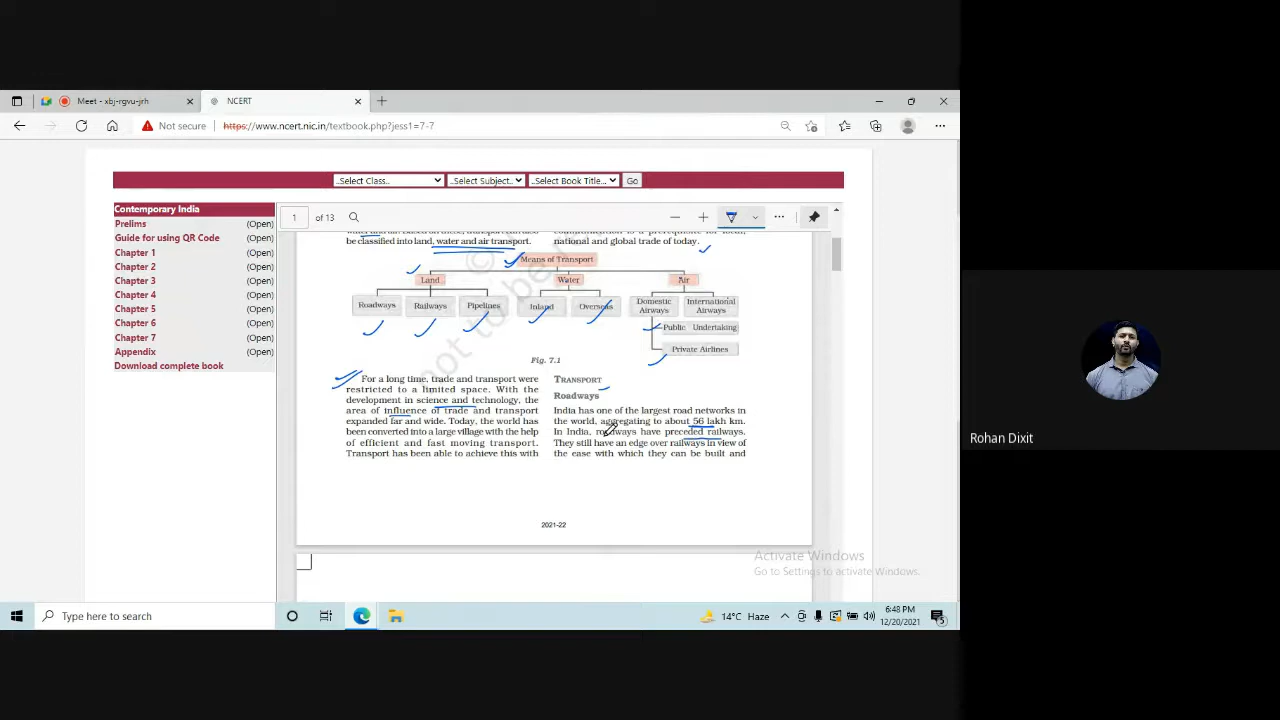 Meet - xbj-rgvu-jrh
NCERT
Not secure
https://www.ncert.nic.in/textbook.php?jess1=7-7
..Select Class..
..Select Subject..
..Select Book Title...
Go
Contemporary India
Prelims (Open)
Guide for using QR Code (Open)
Chapter 1 (Open)
Chapter 2 (Open)
Chapter 3 (Open)
Chapter 4 (Open)
Chapter 5 (Open)
Chapter 6 (Open)
Chapter 7 (Open)
Appendix (Open)
Download complete book
1 of 13
be classified into land, water and air transport.
national and global trade of today.
Means of Transport
Land
Water
Air
Roadways
Railways
Pipelines
Inland
Overseas
Domestic Airways
International Airways
Public Undertaking
Private Airlines
Fig. 7.1
For a long time, trade and transport were
restricted to a limited space. With the
development in science and technology, the
area of influence of trade and transport
expanded far and wide. Today, the world has
been converted into a large village with the help
of efficient and fast moving transport.
Transport has been able to achieve this with
TRANSPORT
Roadways
India has one of the largest road networks in
the world, aggregating to about 56 lakh km.
In India, roadways have preceded railways.
They still have an edge over railways in view of
the ease with which they can be built and
2021-22
Activate Windows
Go to Settings to activate Windows.
Type here to search
14°C Haze
6:48 PM
12/20/2021
5
Rohan Dixit